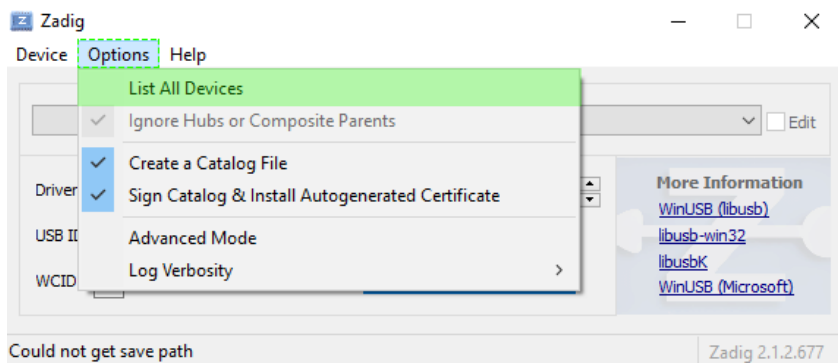 Zadig
Device Options Help
List All Devices
Ignore Hubs or Composite Parents
Edit
Create a Catalog File
Sign Catalog & Install Autogenerated Certificate
Advanced Mode
Log Verbosity
Driver
USB ID
WCID
More Information
WinUSB (libusb)
libusb-win32
libusbK
WinUSB (Microsoft)
Could not get save path
Zadig 2.1.2.677